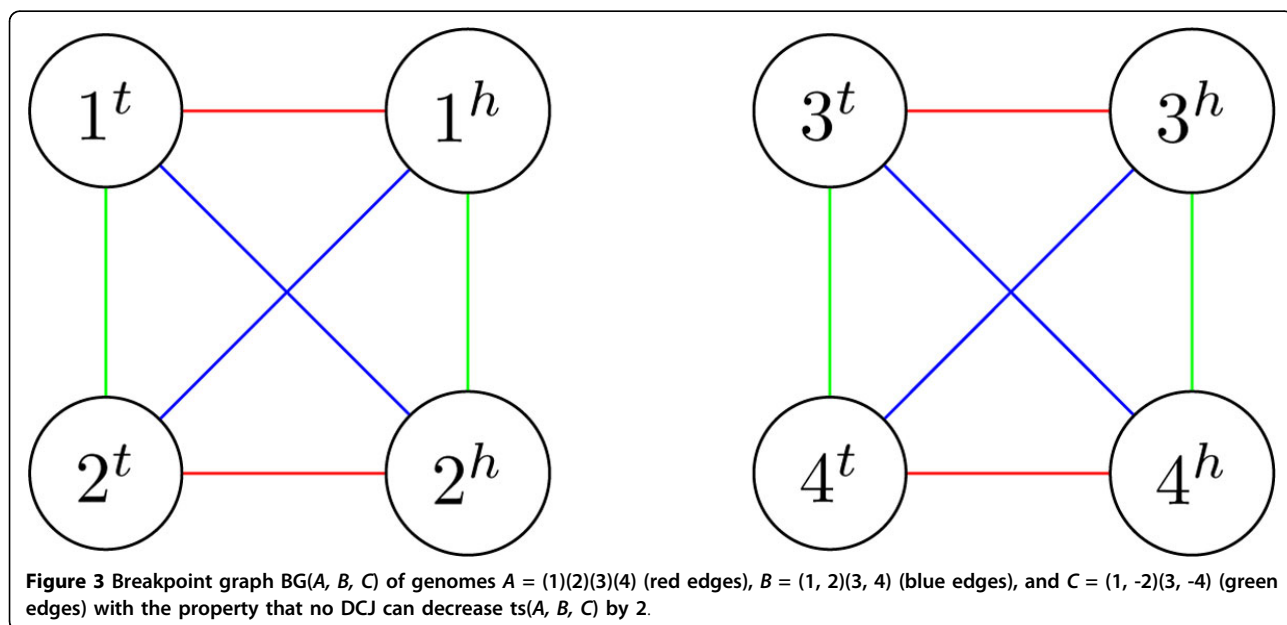 1^t 1^h 3^t 3^h
2^t 2^h 4^t 4^h
Figure 3 Breakpoint graph BG(A, B, C) of genomes A = (1)(2)(3)(4) (red edges), B = (1, 2)(3, 4) (blue edges), and C = (1, -2)(3, -4) (green
edges) with the property that no DCJ can decrease ts(A, B, C) by 2.